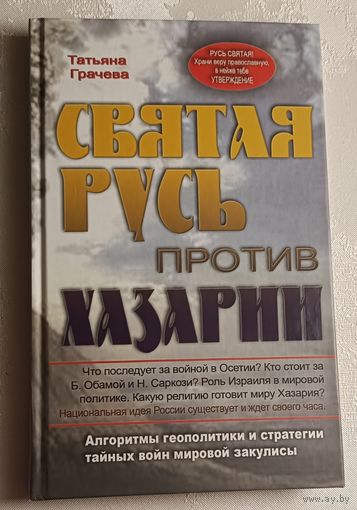 Татьяна
Грачева
РУСЬ СВЯТАЯ!
Храни веру православную,
в нейже тебе
УТВЕРЖДЕНИЕ
СВЯТАЯ
РУСЬ
ПРОТИВ
ХАЗАРИИ
Что последует за войной в Осетии? Кто стоит за
Б. Обамой и Н. Саркози? Роль Израиля в мировой
политике. Какую религию готовит миру Хазария?
Национальная идея России существует и ждет своего часа.
Алгоритмы геополитики и стратегии
тайных войн мировой закулисы
www.ay.by